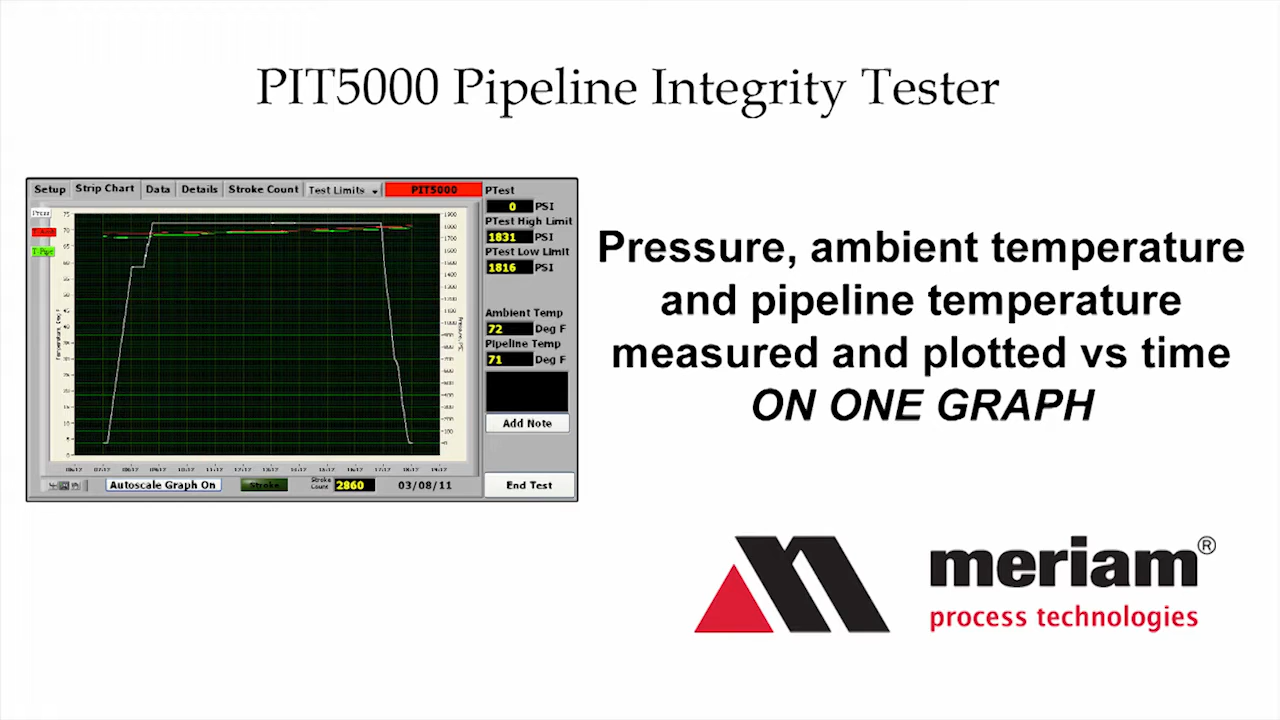 PIT5000 Pipeline Integrity Tester
Setup Strip Chart Data Details Stroke Count Test Limits PIT5000 PTest
0 PSI
PTest High Limit
1831 PSI
PTest Low Limit
1816 PSI
Ambient Temp
72 Deg F
Pipeline Temp
71 Deg F
Add Note
Autoscale Graph On Stroke Stroke Count 2860 03/08/11 End Test
Pressure, ambient temperature
and pipeline temperature
measured and plotted vs time
ON ONE GRAPH
meriam®
process technologies